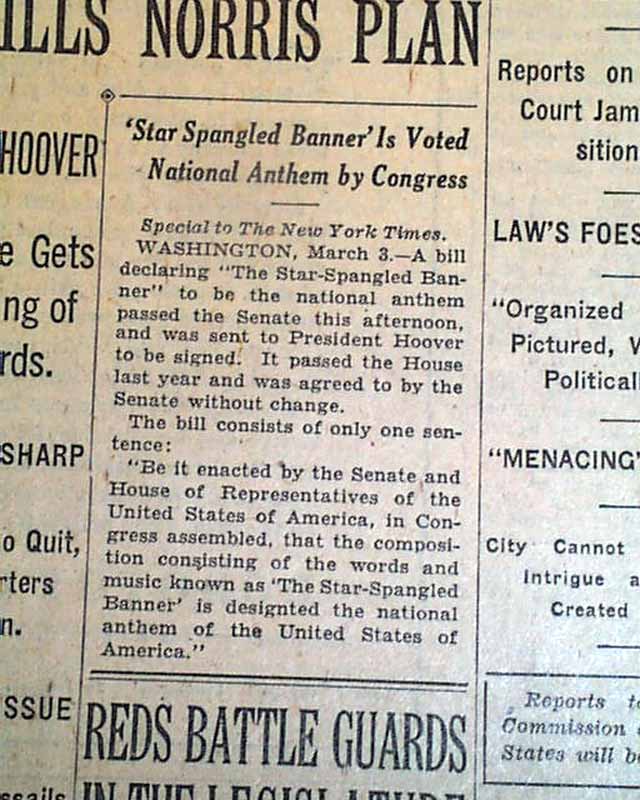 ILLS NORRIS PLAN
HOOVER
e Gets
ng of
rds.
SHARP
o Quit,
rters
n.
SSUE
ssails
'Star Spangled Banner' Is Voted
National Anthem by Congress
Special to The New York Times.
WASHINGTON, March 3.—A bill
declaring "The Star-Spangled Ban-
ner" to be the national anthem
passed the Senate this afternoon,
and was sent to President Hoover
to be signed. It passed the House
last year and was agreed to by the
Senate without change.
The bill consists of only one sen-
tence:
"Be it enacted by the Senate and
House of Representatives of the
United States of America, in Con-
gress assembled, that the composi-
tion consisting of the words and
music known as 'The Star-Spangled
Banner' is designted the national
anthem of the United States of
America."
REDS BATTLE GUARDS
IN THE LEGISLATURE
Reports on
Court Jam
sition
LAW'S FOES
"Organized
Pictured, W
Politicall
"MENACING"
City Cannot
Intrigue a
Created
Reports to
Commission
States will b